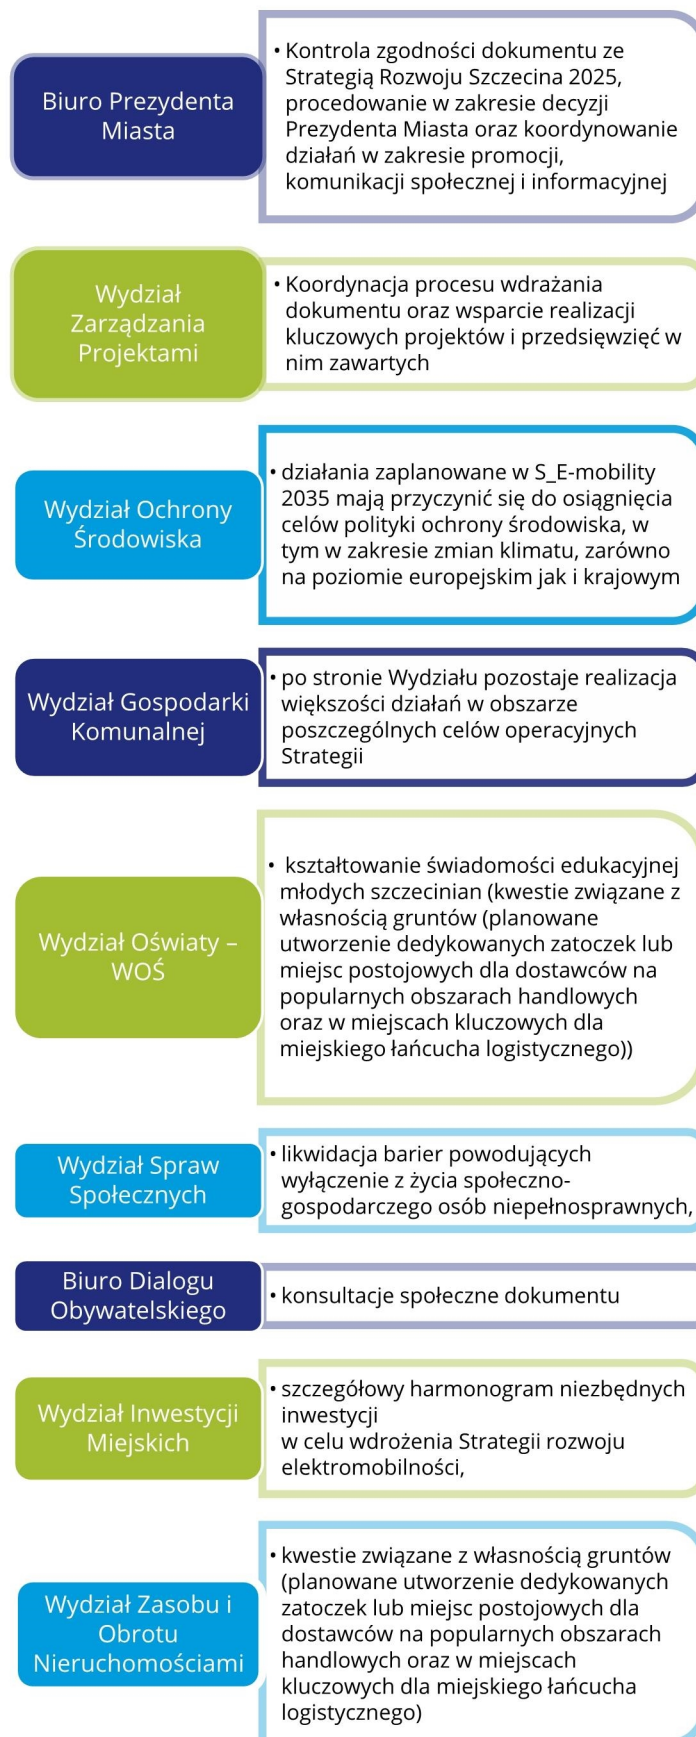 Biuro Prezydenta
Miasta
• Kontrola zgodności dokumentu ze
Strategią Rozwoju Szczecina 2025,
procedowanie w zakresie decyzji
Prezydenta Miasta oraz koordynowanie
działań w zakresie promocji,
komunikacji społecznej i informacyjnej
Wydział
Zarządzania
Projektami
• Koordynacja procesu wdrażania
dokumentu oraz wsparcie realizacji
kluczowych projektów i przedsięwzięć w
nim zawartych
Wydział Ochrony
Środowiska
• działania zaplanowane w S_E-mobility
2035 mają przyczynić się do osiągnięcia
celów polityki ochrony środowiska, w
tym w zakresie zmian klimatu, zarówno
na poziomie europejskim jak i krajowym
Wydział Gospodarki
Komunalnej
• po stronie Wydziału pozostaje realizacja
większości działań w obszarze
poszczególnych celów operacyjnych
Strategii
Wydział Oświaty –
WOŚ
• kształtowanie świadomości edukacyjnej
młodych szczecinian (kwestie związane z
własnością gruntów (planowane
utworzenie dedykowanych zatoczek lub
miejsc postojowych dla dostawców na
popularnych obszarach handlowych
oraz w miejscach kluczowych dla
miejskiego łańcucha logistycznego))
Wydział Spraw
Społecznych
• likwidacja barier powodujących
wyłączenie z życia społeczno-
gospodarczego osób niepełnosprawnych,
Biuro Dialogu
Obywatelskiego
• konsultacje społeczne dokumentu
Wydział Inwestycji
Miejskich
• szczegółowy harmonogram niezbędnych
inwestycji
w celu wdrożenia Strategii rozwoju
elektromobilności,
Wydział Zasobu i
Obrotu
Nieruchomościami
• kwestie związane z własnością gruntów
(planowane utworzenie dedykowanych
zatoczek lub miejsc postojowych dla
dostawców na popularnych obszarach
handlowych oraz w miejscach
kluczowych dla miejskiego łańcucha
logistycznego)